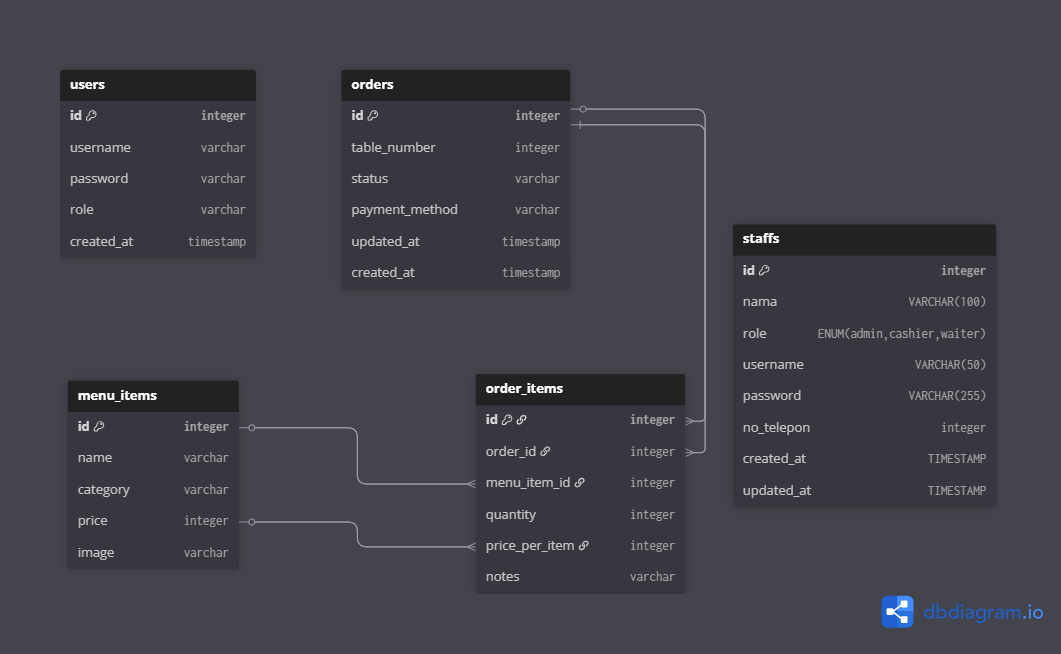 users
id integer
username varchar
password varchar
role varchar
created_at timestamp
orders
id integer
table_number integer
status varchar
payment_method varchar
updated_at timestamp
created_at timestamp
staffs
id integer
nama VARCHAR(100)
role ENUM(admin,cashier,waiter)
username VARCHAR(50)
password VARCHAR(255)
no_telepon integer
created_at TIMESTAMP
updated_at TIMESTAMP
menu_items
id integer
name varchar
category varchar
price integer
image varchar
order_items
id integer
order_id integer
menu_item_id integer
quantity integer
price_per_item integer
notes varchar
dbdiagram.io